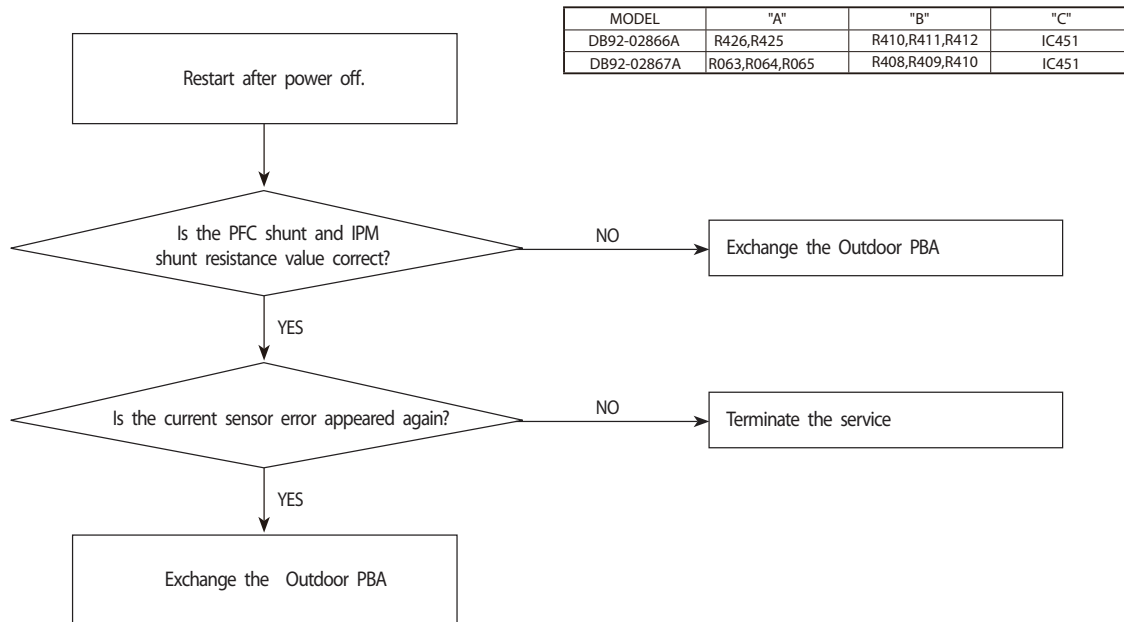 MODEL "A" "B" "C"
DB92-02866A R426,R425 R410,R411,R412 IC451
DB92-02867A R063,R064,R065 R408,R409,R410 IC451
Restart after power off.
Is the PFC shunt and IPM
shunt resistance value correct?
NO
Exchange the Outdoor PBA
YES
Is the current sensor error appeared again?
NO
Terminate the service
YES
Exchange the Outdoor PBA